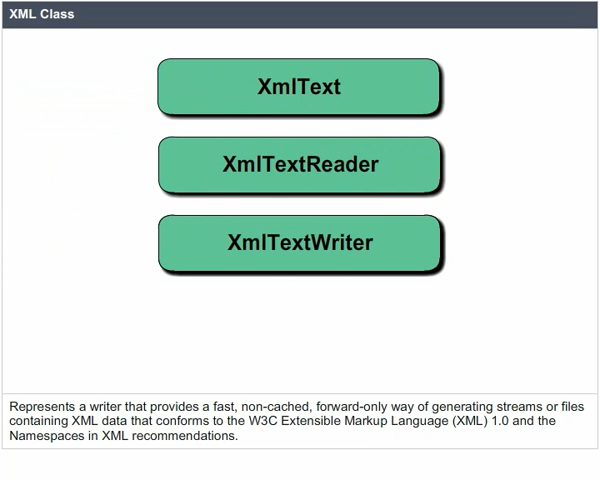 XML Class
XmlText
XmlTextReader
XmlTextWriter
Represents a writer that provides a fast, non-cached, forward-only way of generating streams or files
containing XML data that conforms to the W3C Extensible Markup Language (XML) 1.0 and the
Namespaces in XML recommendations.